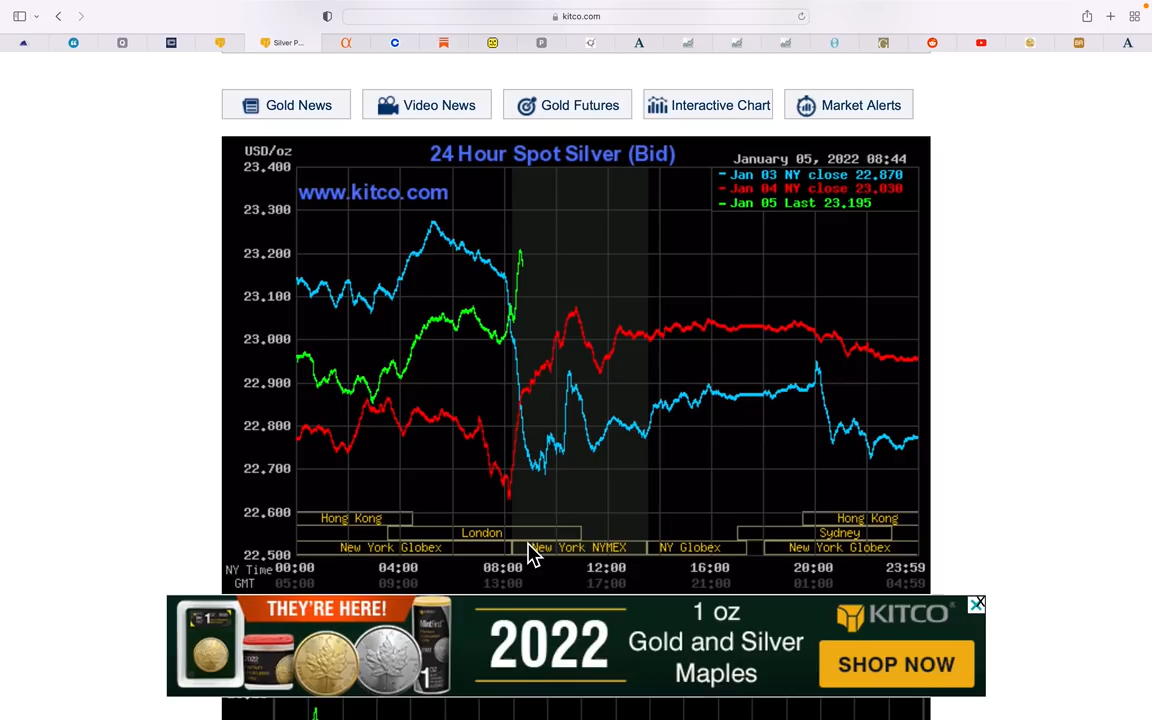 kitco.com
Silver P...
Gold News
Video News
Gold Futures
Interactive Chart
Market Alerts
USD/oz
24 Hour Spot Silver (Bid)
January 05, 2022 08:44
www.kitco.com
Jan 03 NY close 22.870
Jan 04 NY close 23.030
Jan 05 Last 23.195
23.400
23.300
23.200
23.100
23.000
22.900
22.800
22.700
22.600
22.500
Hong Kong
Hong Kong
London
Sydney
New York Globex
New York NYMEX
NY Globex
New York Globex
NY Time 00:00 04:00 08:00 12:00 16:00 20:00 23:59
GMT 05:00 09:00 13:00 17:00 21:00 01:00 04:59
THEY'RE HERE!
2022
1 oz
Gold and Silver
Maples
KITCO
SHOP NOW